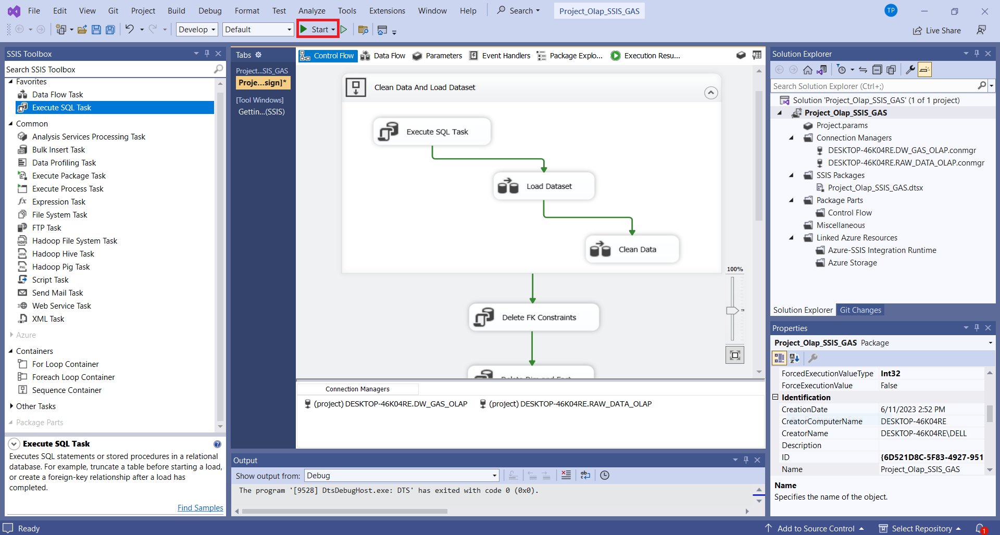 File Edit View Git Project Build Debug Format Test Analyze Tools Extensions Window Help Search Project_Olap_SSIS_GAS TP
Develop Default Start Live Share
SSIS Toolbox
Search SSIS Toolbox
Favorites
Data Flow Task
Execute SQL Task
Common
Analysis Services Processing Task
Bulk Insert Task
Data Profiling Task
Execute Package Task
Execute Process Task
Expression Task
File System Task
FTP Task
Hadoop File System Task
Hadoop Hive Task
Hadoop Pig Task
Script Task
Send Mail Task
Web Service Task
XML Task
Azure
Containers
For Loop Container
Foreach Loop Container
Sequence Container
Other Tasks
Package Parts
Execute SQL Task
Executes SQL statements or stored procedures in a relational
database. For example, truncate a table before starting a load,
or create a foreign-key relationship after a load has
completed.
Find Samples
Tabs
Project...SIS_GAS
Proje...sign]*
[Tool Windows]
Gettin...(SSIS)
Control Flow Data Flow Parameters Event Handlers Package Explo... Execution Resu...
Clean Data And Load Dataset
Execute SQL Task
Load Dataset
Clean Data
100%
Delete FK Constraints
Connection Managers
(project) DESKTOP-46K04RE.DW_GAS_OLAP (project) DESKTOP-46K04RE.RAW_DATA_OLAP
Output
Show output from: Debug
The program '[9528] DtsDebugHost.exe: DTS' has exited with code 0 (0x0).
Solution Explorer
Search Solution Explorer (Ctrl+;)
Solution 'Project_Olap_SSIS_GAS' (1 of 1 project)
Project_Olap_SSIS_GAS
Project.params
Connection Managers
DESKTOP-46K04RE.DW_GAS_OLAP.conmgr
DESKTOP-46K04RE.RAW_DATA_OLAP.conmgr
SSIS Packages
Project_Olap_SSIS_GAS.dtsx
Package Parts
Control Flow
Miscellaneous
Linked Azure Resources
Azure-SSIS Integration Runtime
Azure Storage
Solution Explorer Git Changes
Properties
Project_Olap_SSIS_GAS Package
ForcedExecutionValueType Int32
ForceExecutionValue False
Identification
CreationDate 6/11/2023 2:52 PM
CreatorComputerName DESKTOP-46K04RE
CreatorName DESKTOP-46K04RE\DELL
Description
ID {6D521D8C-5F83-4927-951
Name Project_Olap_SSIS_GAS
Name
Specifies the name of the object.
Ready Add to Source Control Select Repository 1